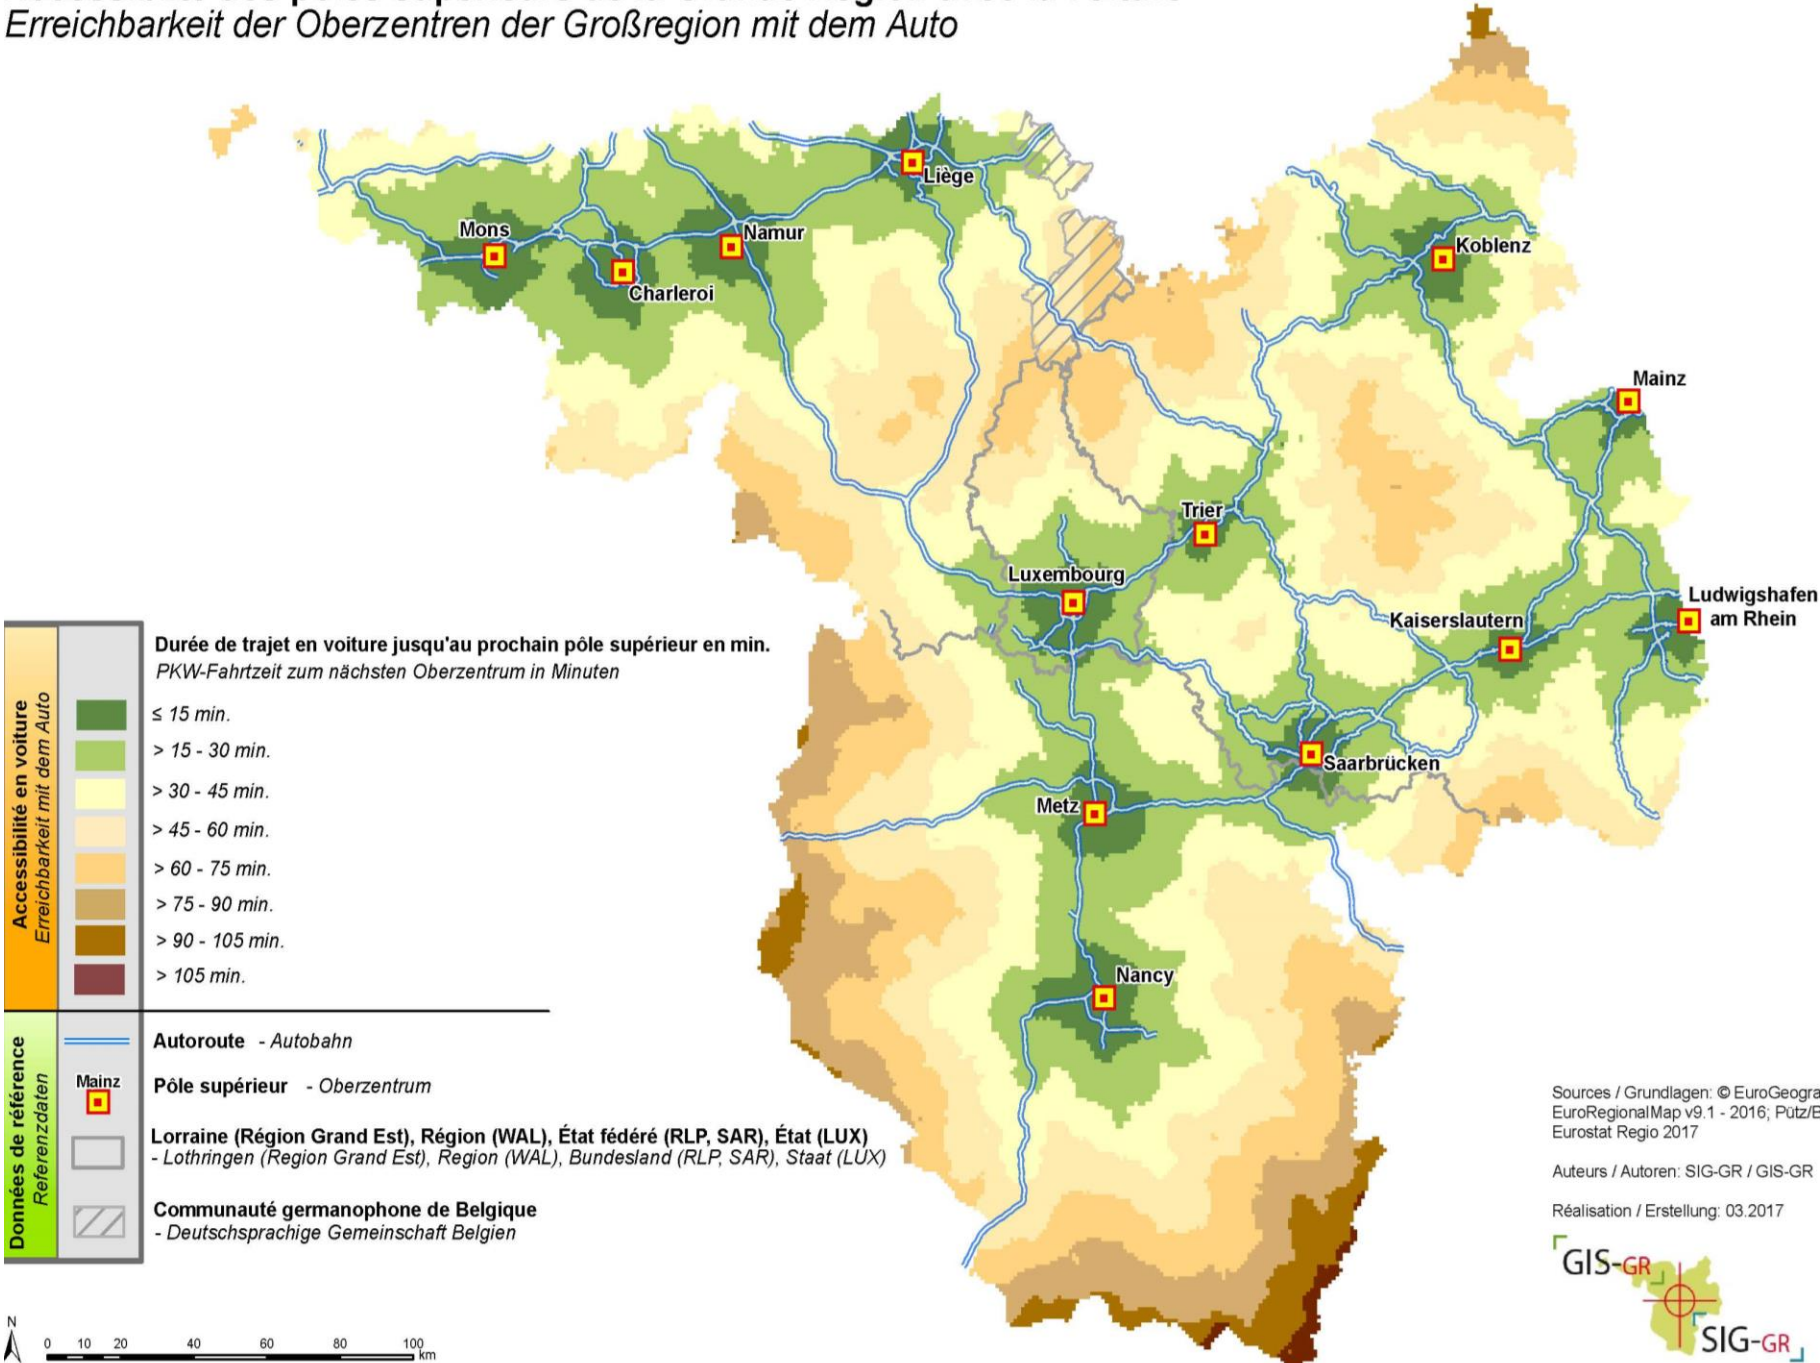 Erreichbarkeit der Oberzentren der Großregion mit dem Auto
Liège
Mons
Namur
Charleroi
Koblenz
Mainz
Trier
Luxembourg
Ludwigshafen
am Rhein
Kaiserslautern
Saarbrücken
Metz
Nancy
Accessibilité en voiture
Erreichbarkeit mit dem Auto
Durée de trajet en voiture jusqu'au prochain pôle supérieur en min.
PKW-Fahrtzeit zum nächsten Oberzentrum in Minuten
≤ 15 min.
> 15 - 30 min.
> 30 - 45 min.
> 45 - 60 min.
> 60 - 75 min.
> 75 - 90 min.
> 90 - 105 min.
> 105 min.
Données de référence
Referenzdaten
Autoroute - Autobahn
Mainz
Pôle supérieur - Oberzentrum
Lorraine (Région Grand Est), Région (WAL), État fédéré (RLP, SAR), État (LUX)
- Lothringen (Region Grand Est), Region (WAL), Bundesland (RLP, SAR), Staat (LUX)
Communauté germanophone de Belgique
- Deutschsprachige Gemeinschaft Belgien
N
0 10 20 40 60 80 100
km
Sources / Grundlagen: © EuroGeogra
EuroRegionalMap v9.1 - 2016; Pütz/B
Eurostat Regio 2017
Auteurs / Autoren: SIG-GR / GIS-GR
Réalisation / Erstellung: 03.2017
GIS-GR
SIG-GR